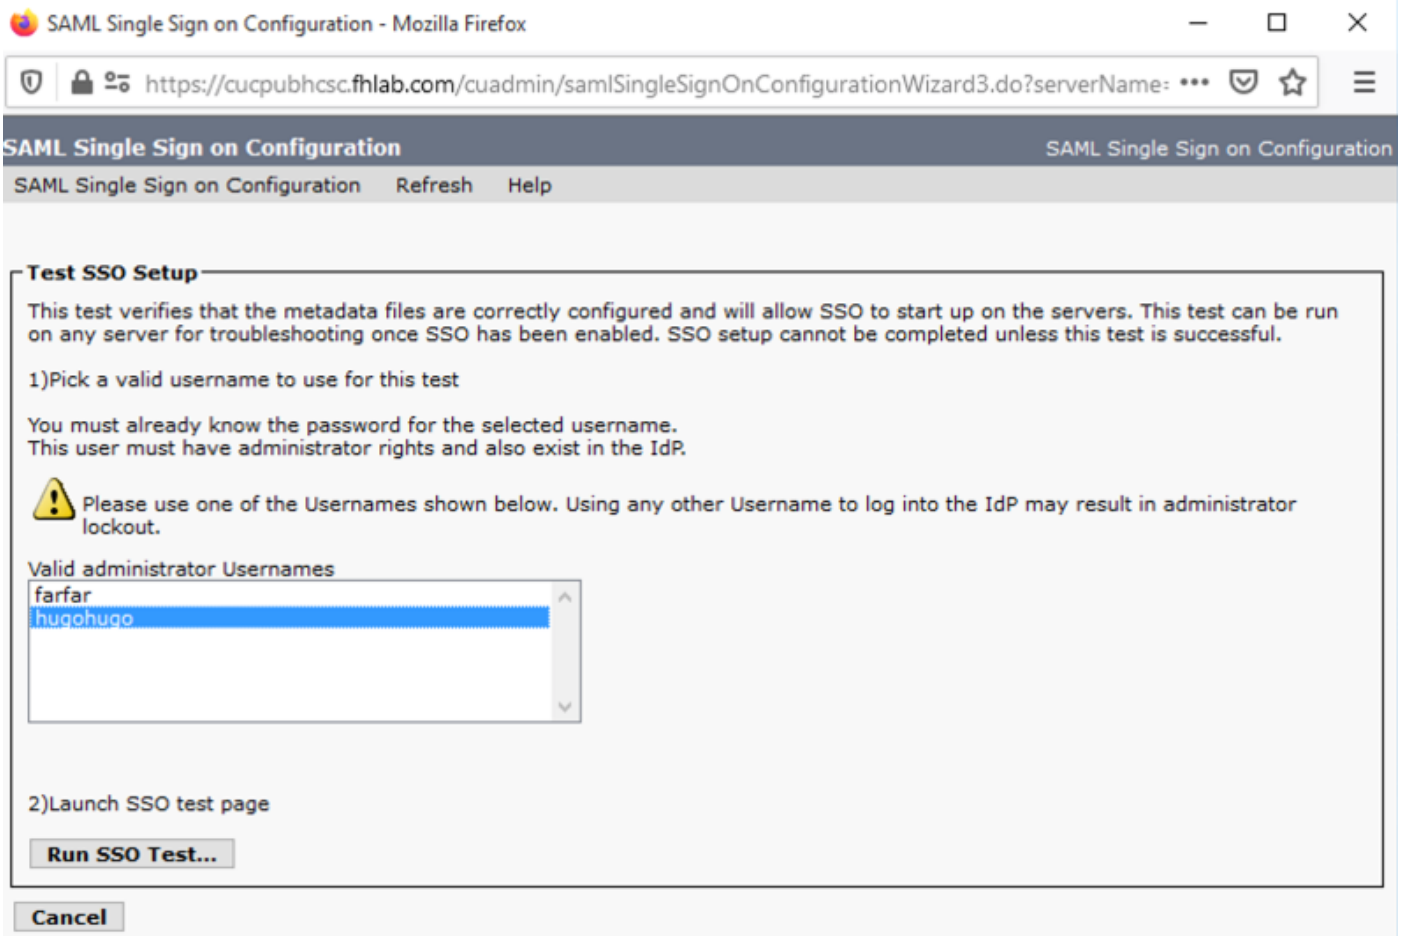 SAML Single Sign on Configuration - Mozilla Firefox
https://cucpubhcsc.fhlab.com/cuadmin/samlSingleSignOnConfigurationWizard3.do?serverName=
SAML Single Sign on Configuration SAML Single Sign on Configuration
SAML Single Sign on Configuration Refresh Help
Test SSO Setup
This test verifies that the metadata files are correctly configured and will allow SSO to start up on the servers. This test can be run
on any server for troubleshooting once SSO has been enabled. SSO setup cannot be completed unless this test is successful.
1)Pick a valid username to use for this test
You must already know the password for the selected username.
This user must have administrator rights and also exist in the IdP.
Please use one of the Usernames shown below. Using any other Username to log into the IdP may result in administrator
lockout.
Valid administrator Usernames
farfar
hugohugo
2)Launch SSO test page
Run SSO Test...
Cancel